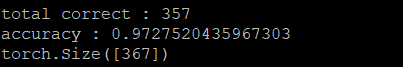 total correct : 357
accuracy : 0.9727520435967303
torch.Size([367])